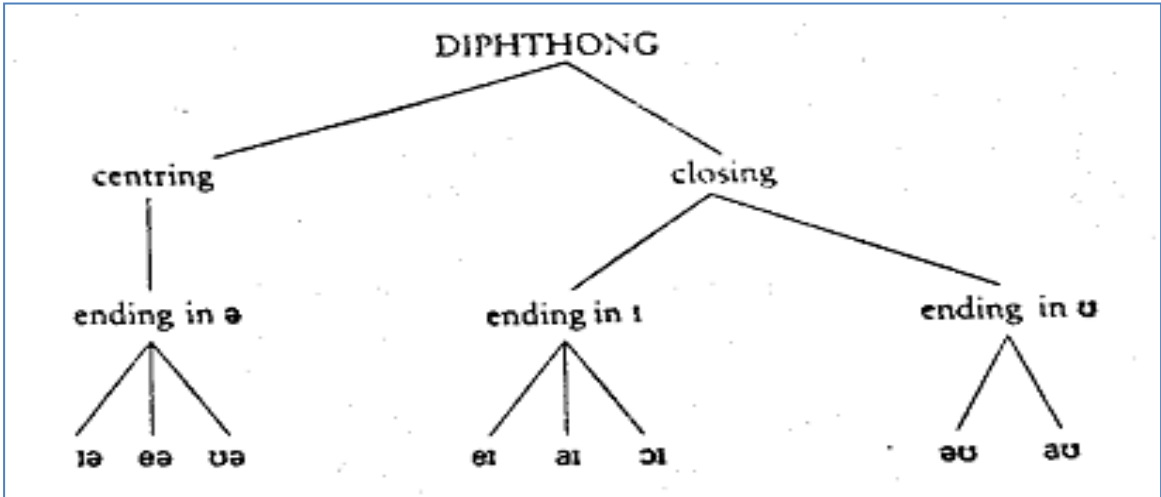 DIPHTHONG
centring closing
ending in ə ending in ɪ ending in ʊ
ɪə eə ʊə eɪ aɪ ɔɪ əʊ aʊ